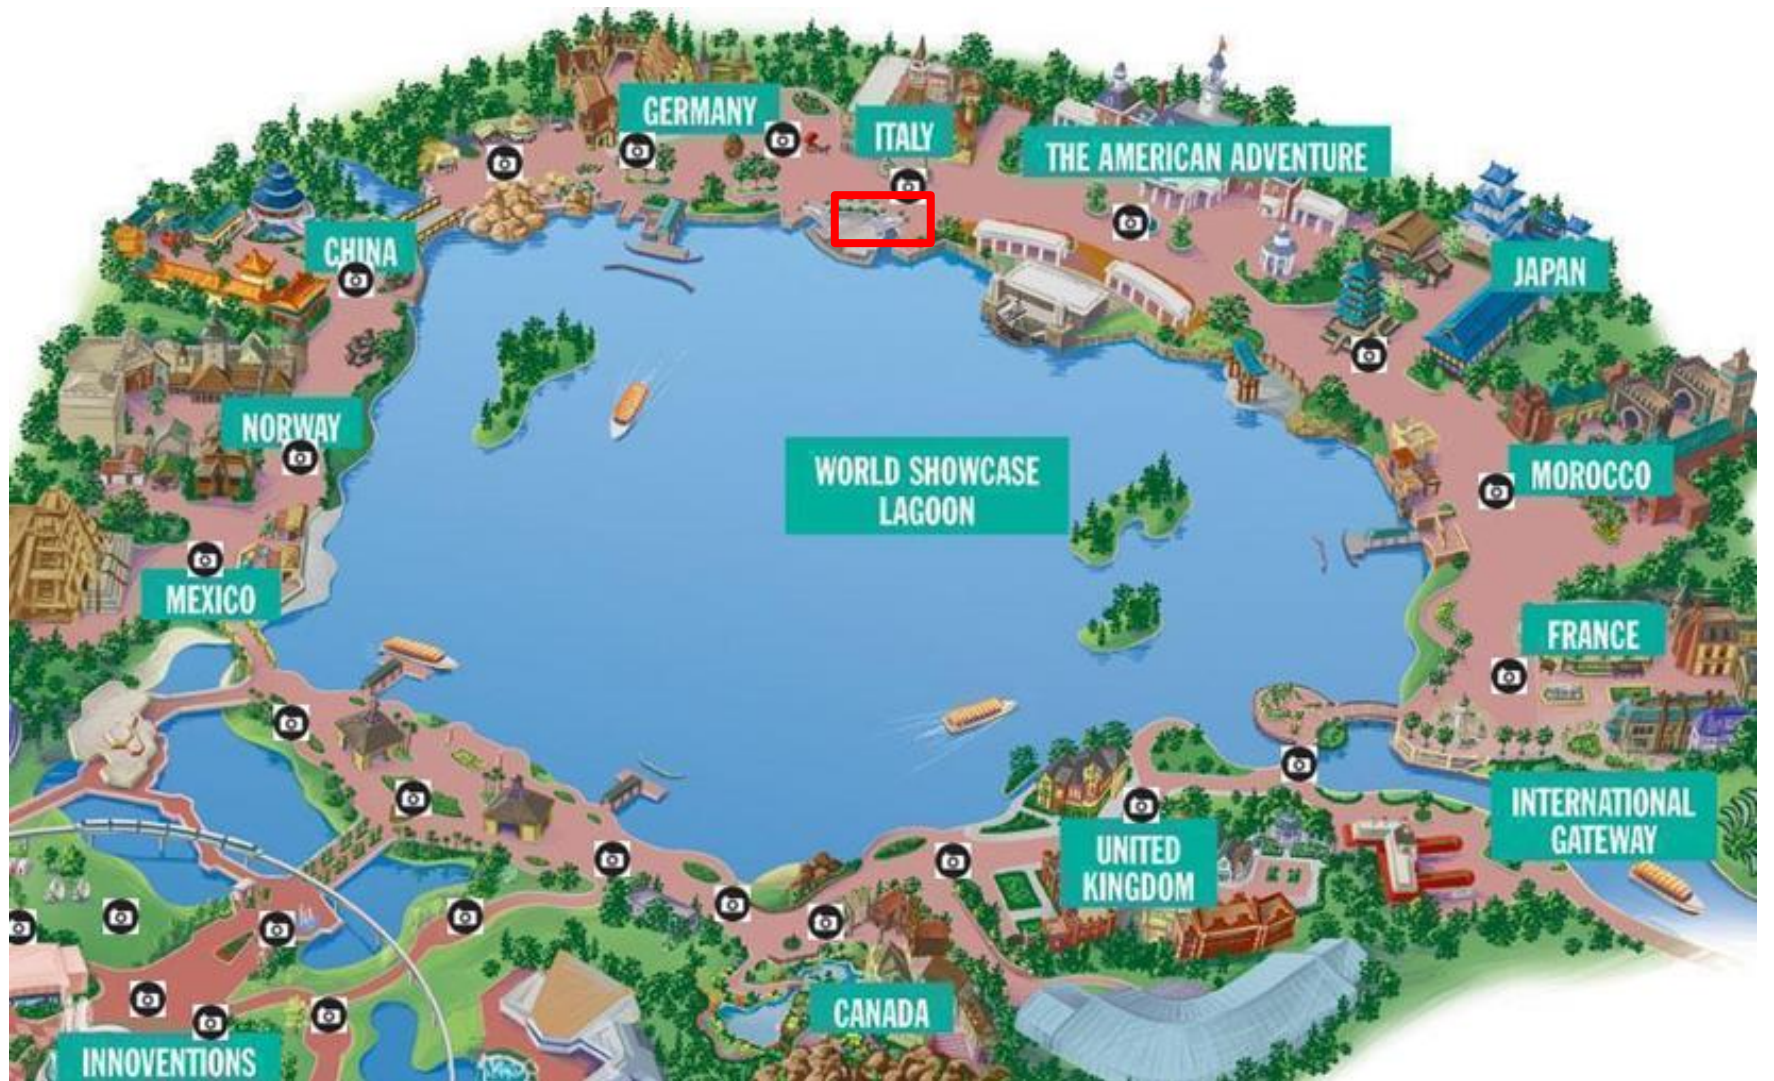 GERMANY
ITALY
THE AMERICAN ADVENTURE
CHINA
JAPAN
NORWAY
WORLD SHOWCASE
LAGOON
MOROCCO
MEXICO
FRANCE
INTERNATIONAL
GATEWAY
UNITED
KINGDOM
CANADA
INNOVENTIONS